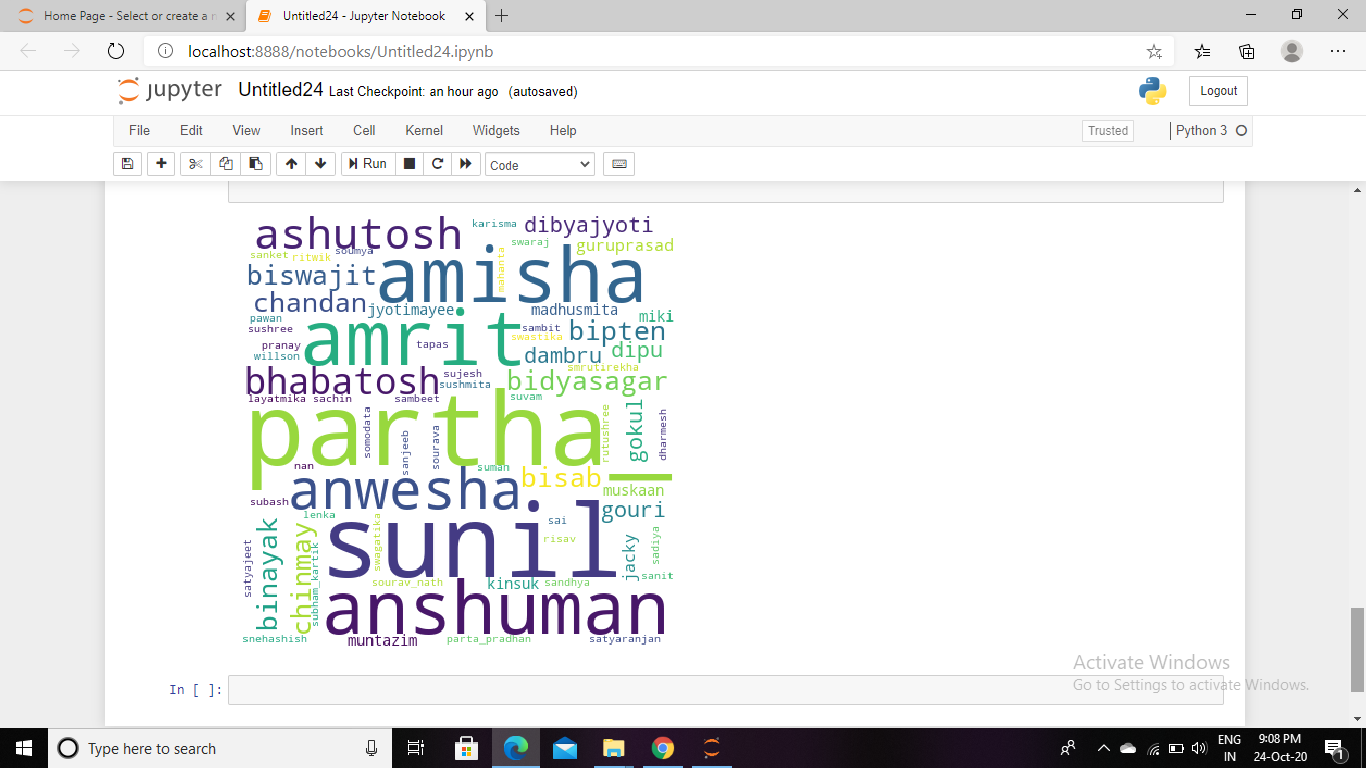 Home Page - Select or create a n
Untitled24 - Jupyter Notebook
localhost:8888/notebooks/Untitled24.ipynb
jupyter Untitled24 Last Checkpoint: an hour ago (autosaved)
Logout
File Edit View Insert Cell Kernel Widgets Help
Trusted
Python 3
Run
Code
ashutosh
karisma
dibyajyoti
swaraj
guruprasad
sanket
ritwik
soumya
mahanta
biswajit
amisha
chandan
jyotimayee
madhusmita
miki
pawan
sushree
amrit
sambit
bipten
swastika
pranay
tapas
willson
dambru
dipu
smrutirekha
bhabatosh
sujesh
sushmita
bidyasagar
layatmika
sachin
sambeet
suvam
partha_
somodata
sanjeeb
sourava
rutushree
gokul
dharmesh
nan
suman
bisab
muskaan
anwesha
subash
gouri
lenka
sai
sunil
risav
satyajeet
binayak
chinmay
subham_kartik
swagatika
jacky
sadiya
sanit
sourav_nath
kinsuk
sandhya
anshuman
snehashish
muntazim
parta_pradhan
satyaranjan
Activate Windows
Go to Settings to activate Windows.
In [ ]:
Type here to search
ENG
IN
9:08 PM
24-Oct-20
1